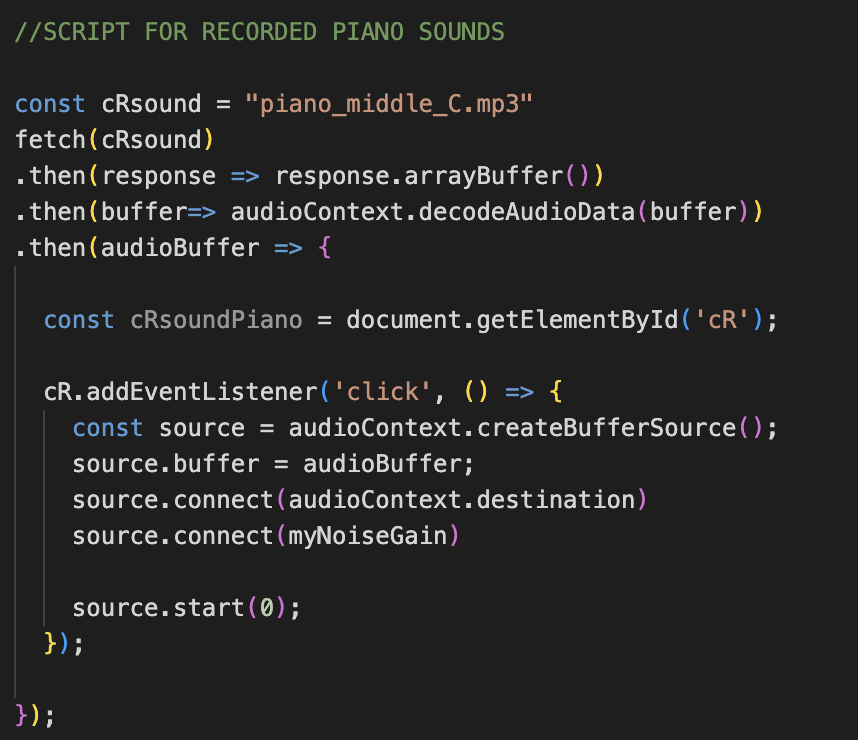 //SCRIPT FOR RECORDED PIANO SOUNDS
const cRsound = "piano_middle_C.mp3"
fetch(cRsound)
.then(response => response.arrayBuffer())
.then(buffer=> audioContext.decodeAudioData(buffer))
.then(audioBuffer => {
const cRsoundPiano = document.getElementById('cR');
cR.addEventListener('click', () => {
const source = audioContext.createBufferSource();
source.buffer = audioBuffer;
source.connect(audioContext.destination)
source.connect(myNoiseGain)
source.start(0);
});
});